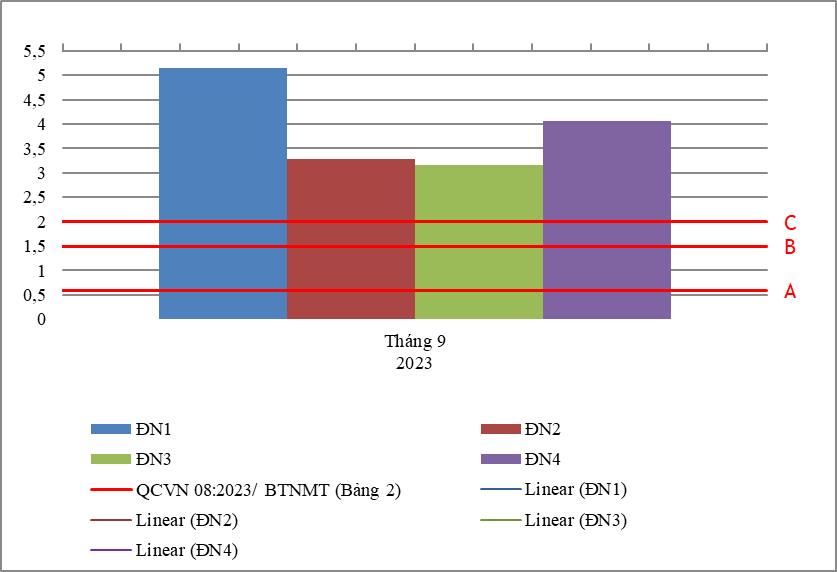 5,5
5
4,5
4
3,5
3
2,5
2
1,5
1
0,5
0
C
B
A
Tháng 9
2023
ĐN1
ĐN2
ĐN3
ĐN4
QCVN 08:2023/ BTNMT (Bảng 2)
Linear (ĐN1)
Linear (ĐN2)
Linear (ĐN3)
Linear (ĐN4)